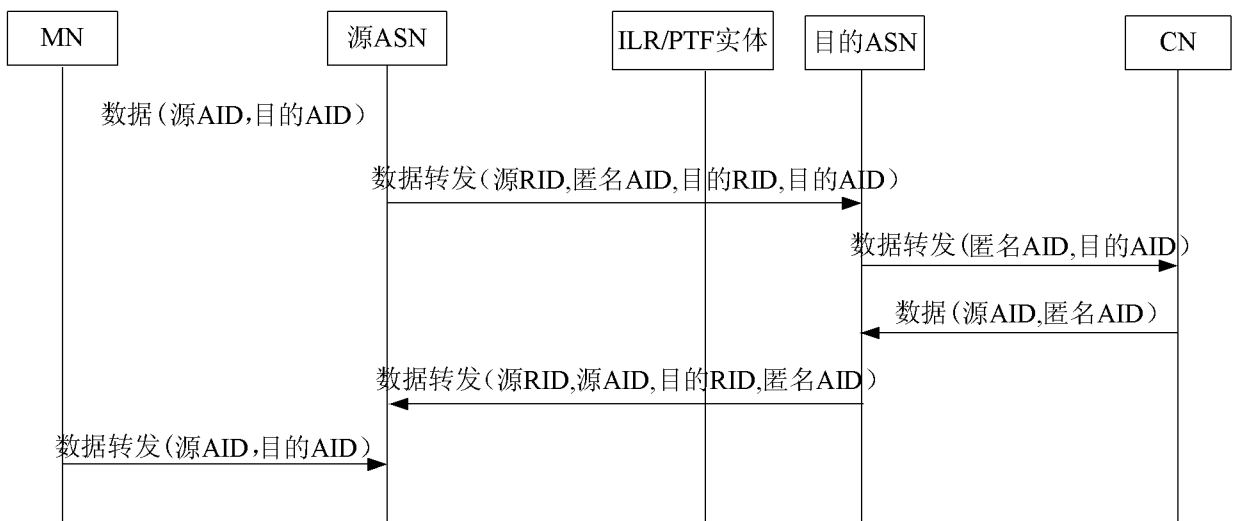 MN
源ASN
ILR/PTF实体
目的ASN
CN
数据(源AID,目的AID)
数据转发(源RID,匿名AID,目的RID,目的AID)
数据转发(匿名AID,目的AID)
数据(源AID,匿名AID)
数据转发(源RID,源AID,目的RID,匿名AID)
数据转发(源AID,目的AID)